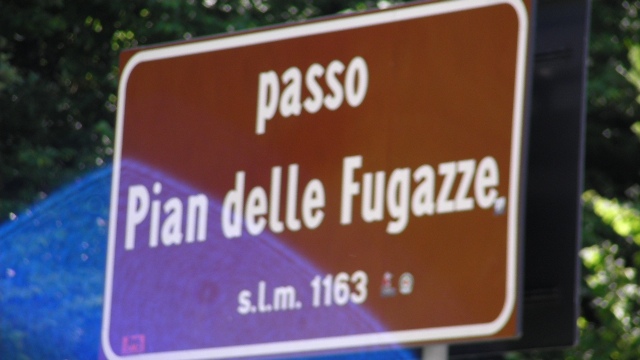 passo
Pian delle Fugazze
s.l.m. 1163